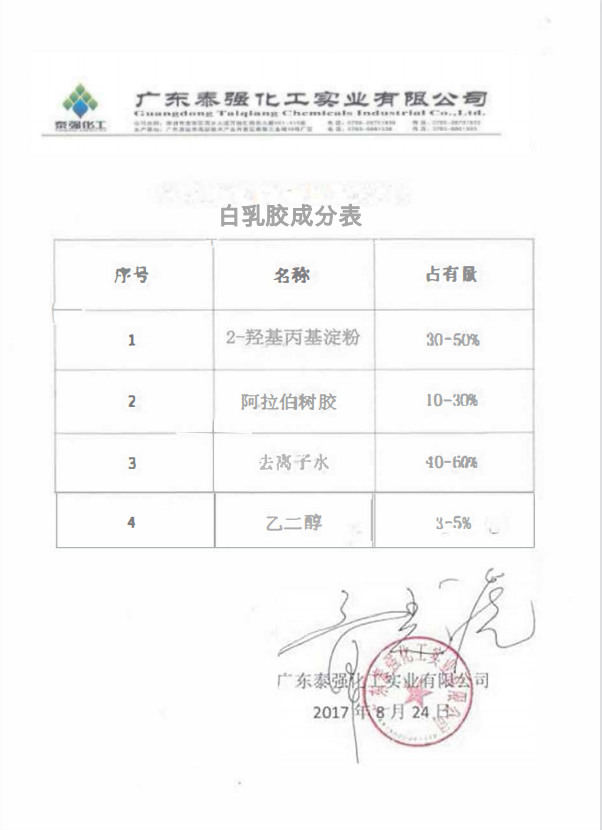 泰强化工
广东泰强化工实业有限公司
Guangdong Taiqiang Chemicals Industrial Co.,Ltd.
白乳胶成分表
序号 名称 占有量
1 2-羟基丙基淀粉 30-50%
2 阿拉伯树胶 10-30%
3 去离子水 40-60%
4 乙二醇 3-5%
广东泰强化工实业有限公司
2017 年 8 月 24 日